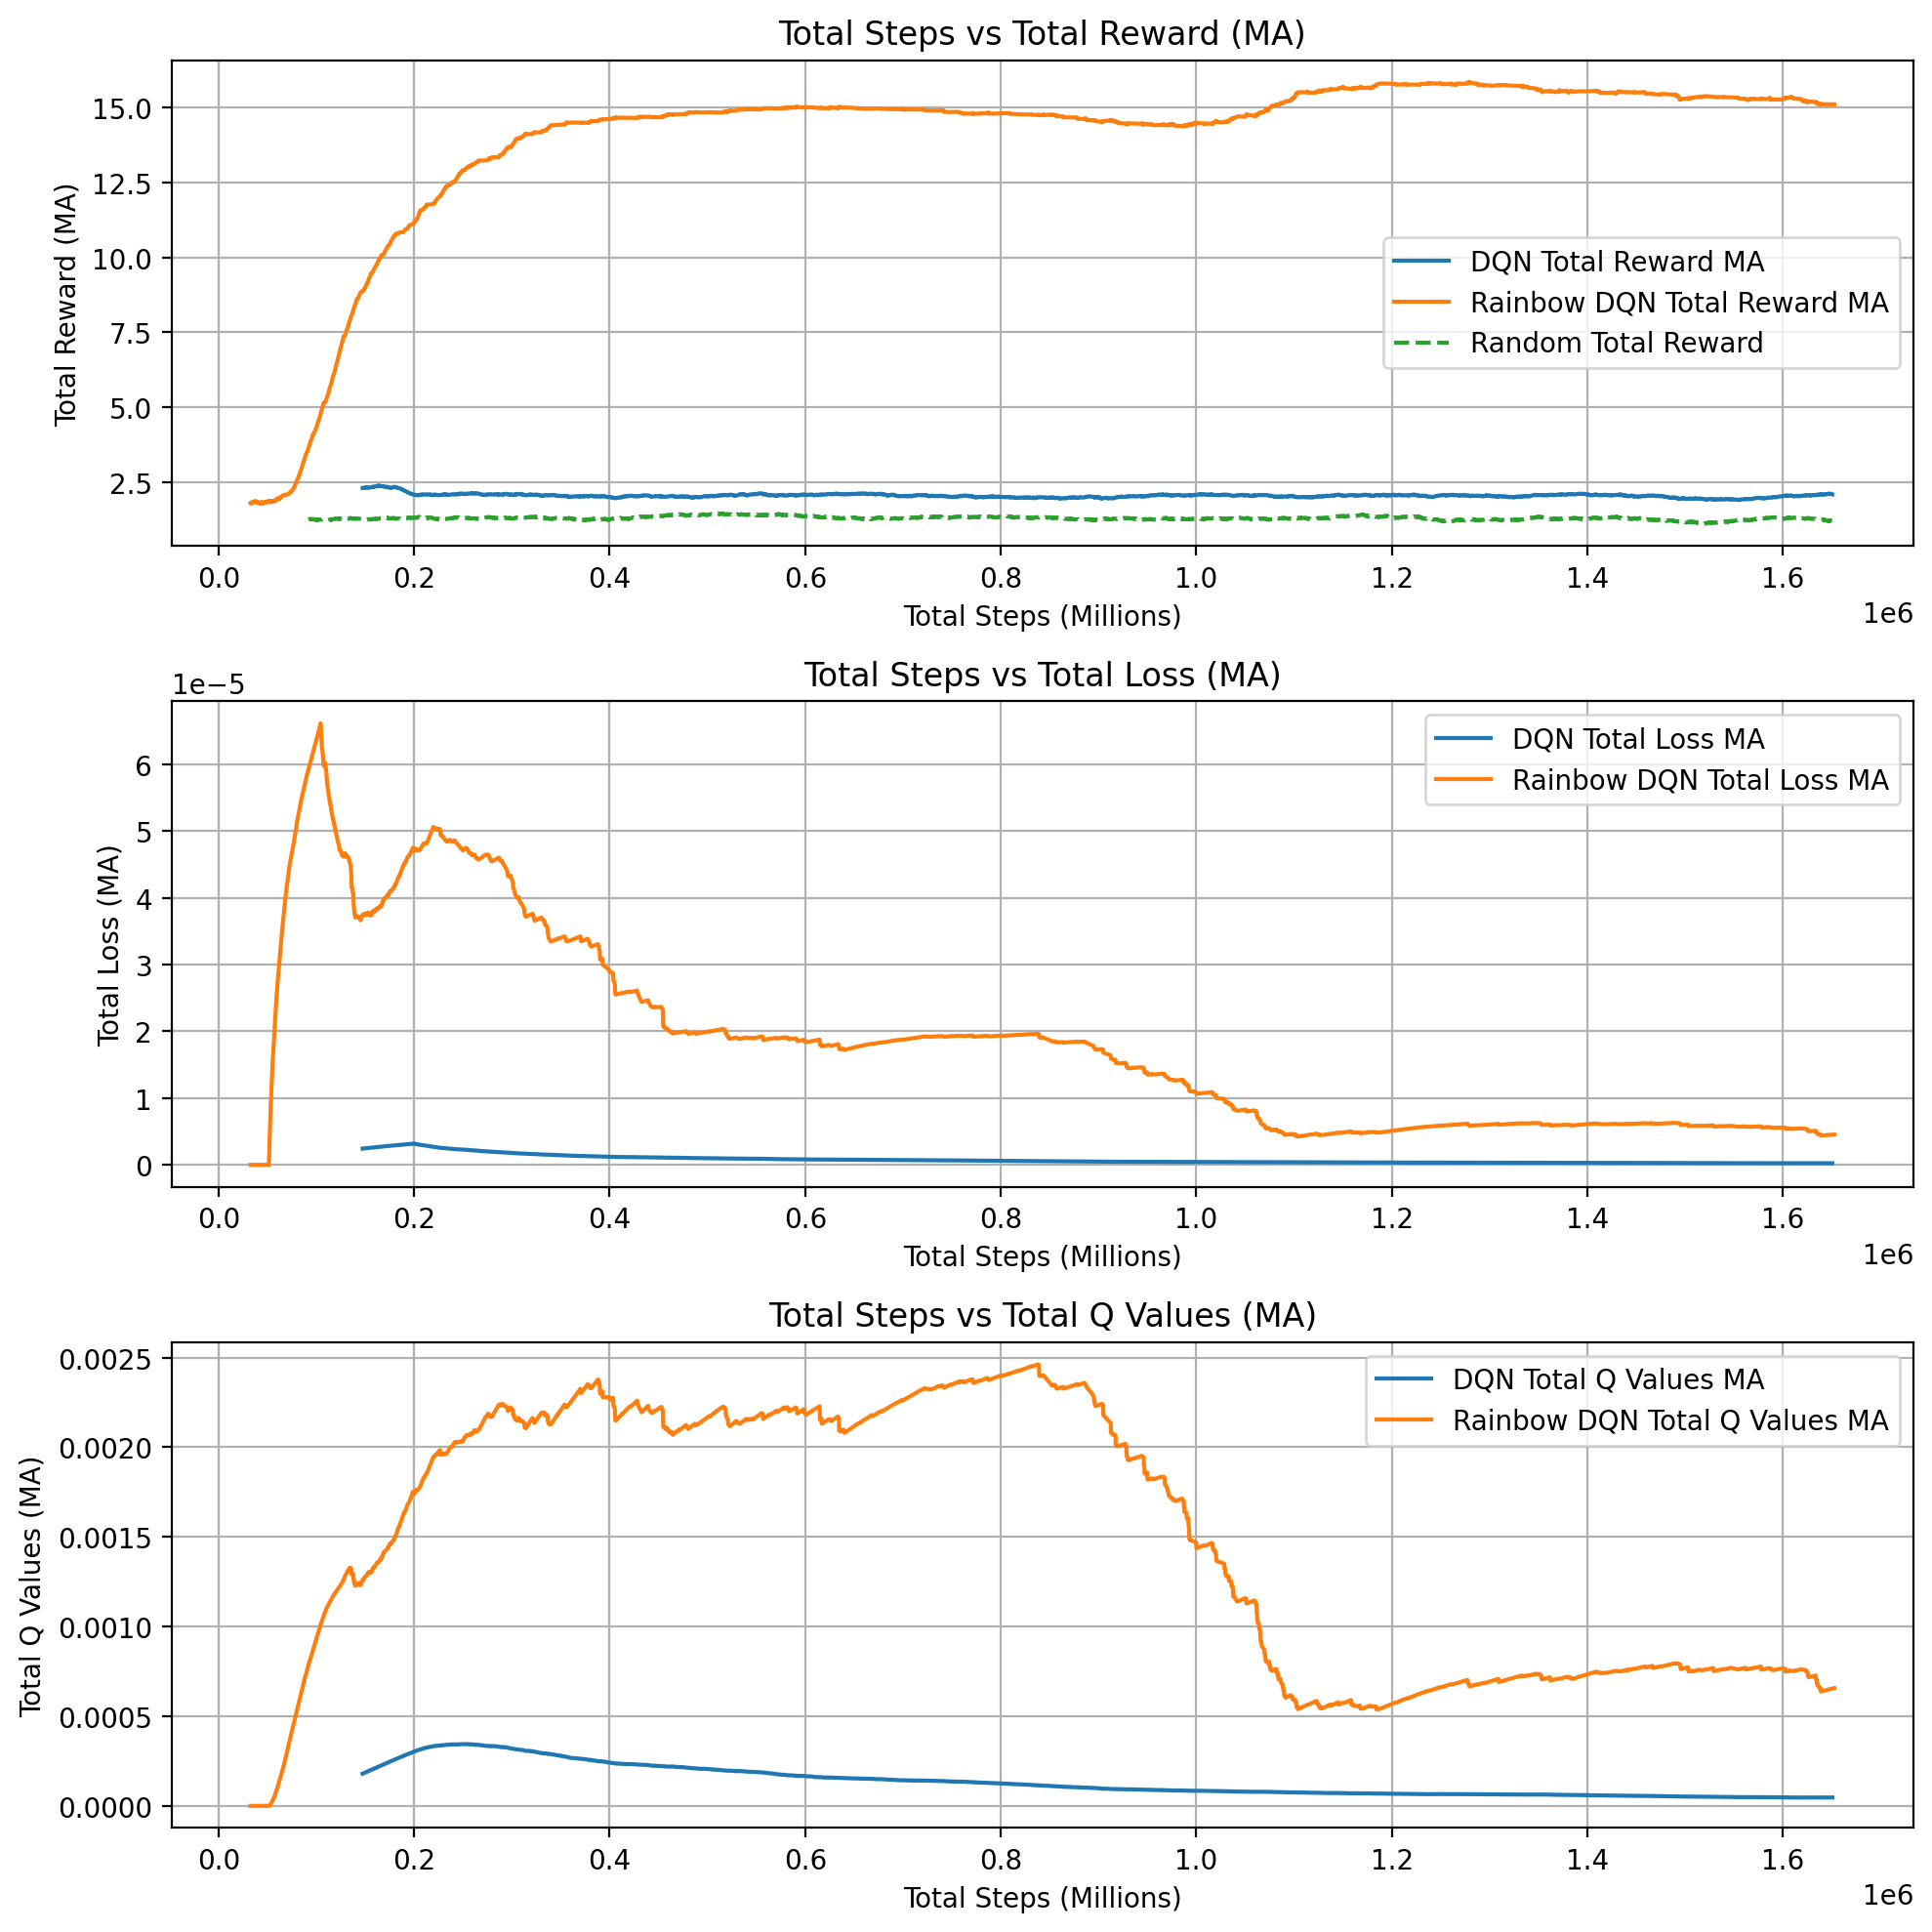 Total Steps vs Total Reward (MA)
Total Reward (MA)
15.0
12.5
10.0
7.5
5.0
2.5
DQN Total Reward MA
Rainbow DQN Total Reward MA
Random Total Reward
0.0 0.2 0.4 0.6 0.8 1.0 1.2 1.4 1.6
Total Steps (Millions)
1e6
Total Steps vs Total Loss (MA)
1e−5
Total Loss (MA)
6
5
4
3
2
1
0
DQN Total Loss MA
Rainbow DQN Total Loss MA
0.0 0.2 0.4 0.6 0.8 1.0 1.2 1.4 1.6
Total Steps (Millions)
1e6
Total Steps vs Total Q Values (MA)
Total Q Values (MA)
0.0025
0.0020
0.0015
0.0010
0.0005
0.0000
DQN Total Q Values MA
Rainbow DQN Total Q Values MA
0.0 0.2 0.4 0.6 0.8 1.0 1.2 1.4 1.6
Total Steps (Millions)
1e6